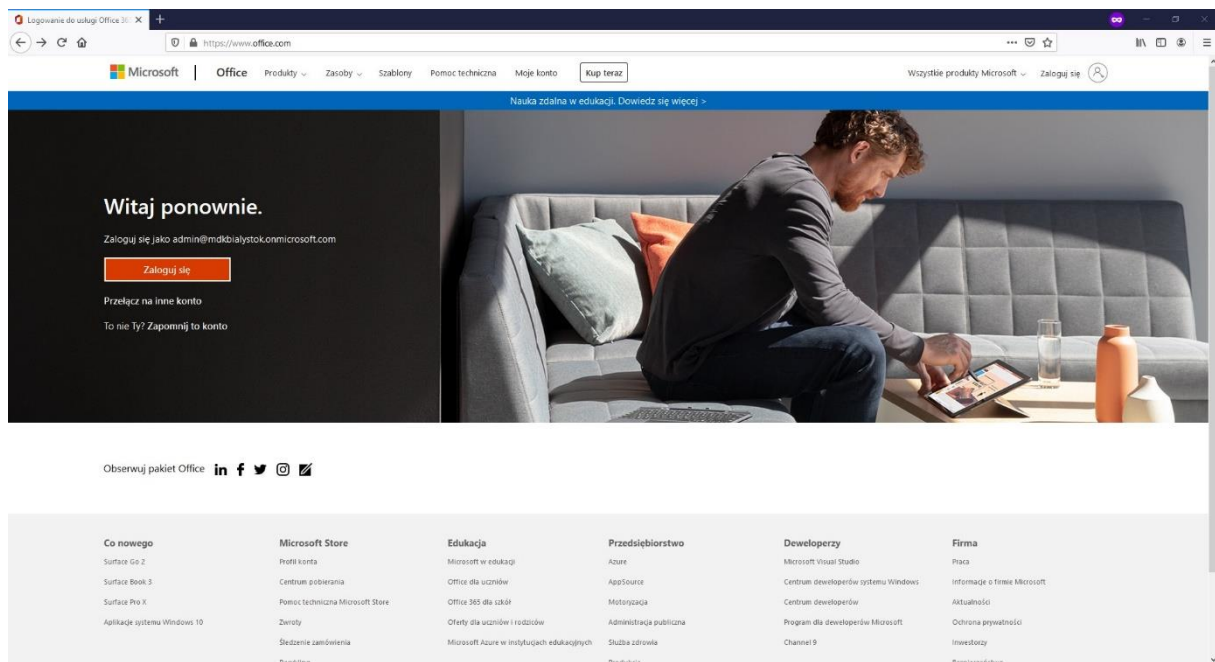 Logowanie do usługi Office 36
https://www.office.com
Microsoft Office Produkty Zasoby Szablony Pomoc techniczna Moje konto Kup teraz Wszystkie produkty Microsoft Zaloguj się
Nauka zdalna w edukacji. Dowiedz się więcej >
Witaj ponownie.
Zaloguj się jako admin@mdkbialystok.onmicrosoft.com
Zaloguj się
Przełącz na inne konto
To nie Ty? Zapomnij to konto
Obserwuj pakiet Office
Co nowego Microsoft Store Edukacja Przedsiębiorstwo Deweloperzy Firma
Surface Go 2 Profil konta Microsoft w edukacji Azure Microsoft Visual Studio Praca
Surface Book 3 Centrum pobierania Office dla uczniów AppSource Centrum deweloperów systemu Windows Informacje o firmie Microsoft
Surface Pro X Pomoc techniczna Microsoft Store Office 365 dla szkół Motoryzacja Centrum deweloperów Aktualności
Aplikacje systemu Windows 10 Zwroty Oferty dla uczniów i rodziców Administracja publiczna Program dla deweloperów Microsoft Ochrona prywatności
Śledzenie zamówienia Microsoft Azure w instytucjach edukacyjnych Służba zdrowia Channel 9 Inwestorzy